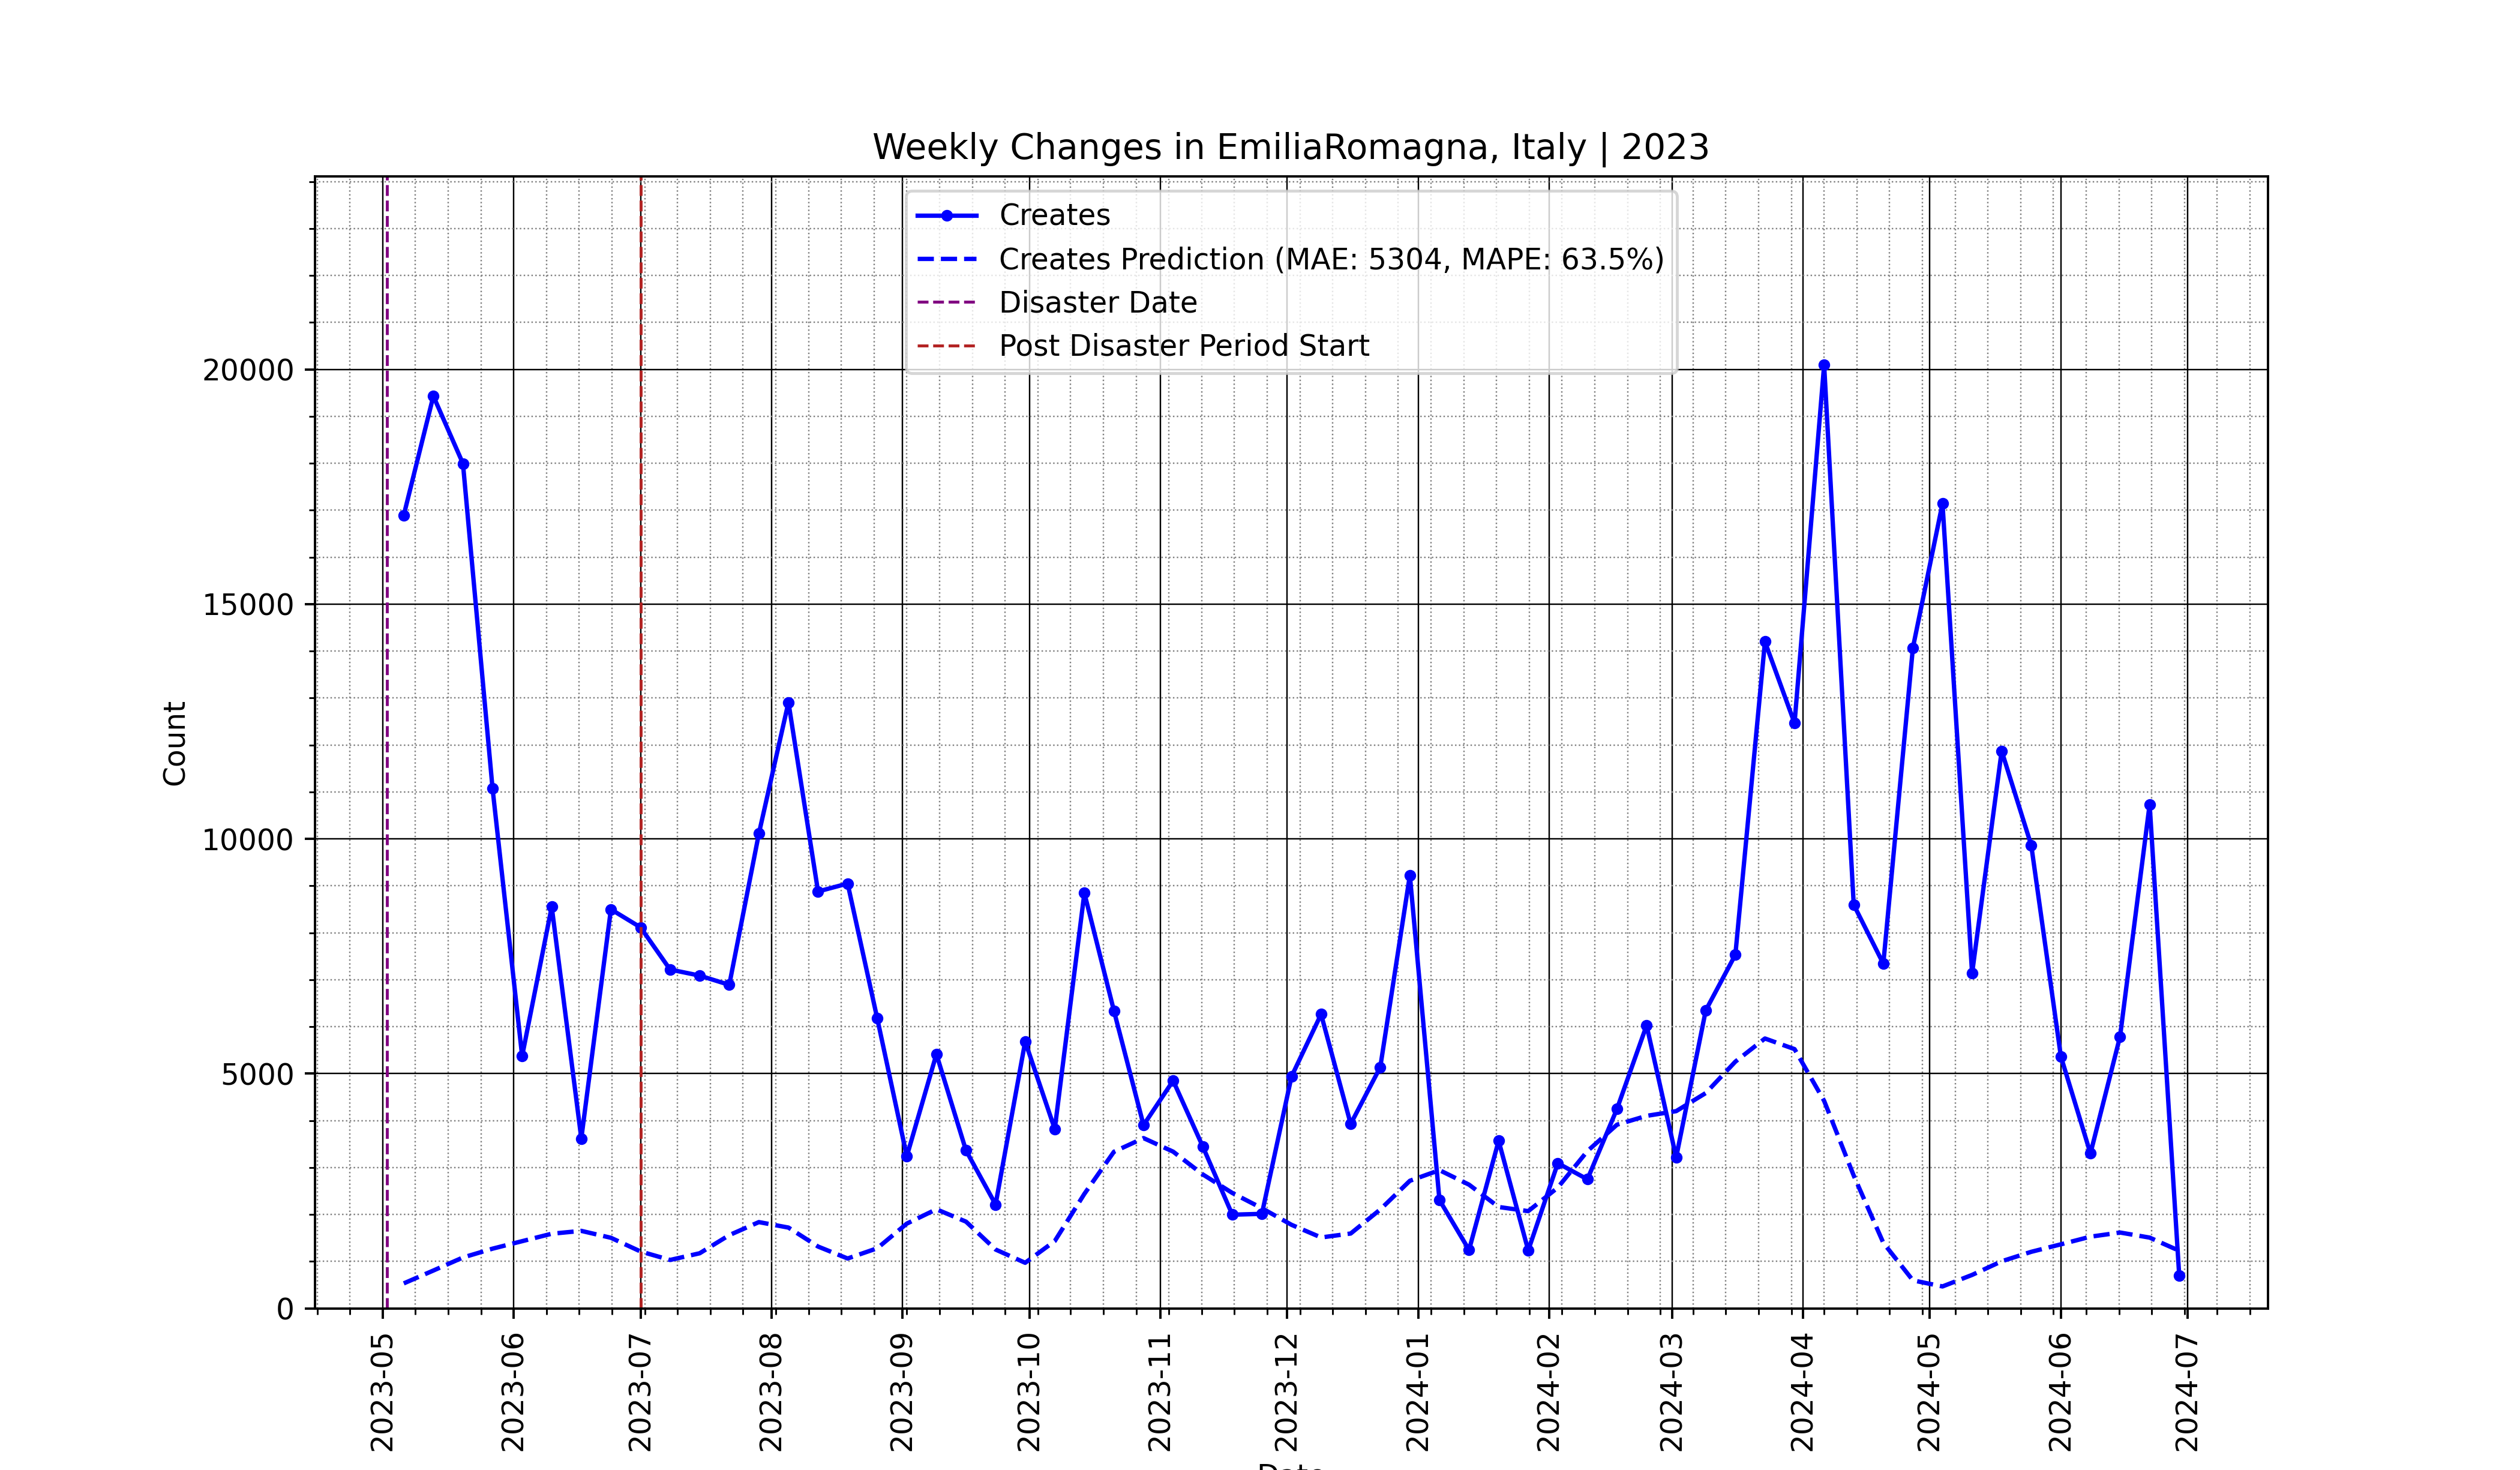 Weekly Changes in EmiliaRomagna, Italy | 2023
Creates
Creates Prediction (MAE: 5304, MAPE: 63.5%)
Disaster Date
Post Disaster Period Start
20000
15000
10000
5000
0
Count
2023-05
2023-06
2023-07
2023-08
2023-09
2023-10
2023-11
2023-12
2024-01
2024-02
2024-03
2024-04
2024-05
2024-06
2024-07
Date